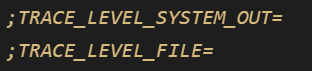 ;TRACE_LEVEL_SYSTEM_OUT=
;TRACE_LEVEL_FILE=